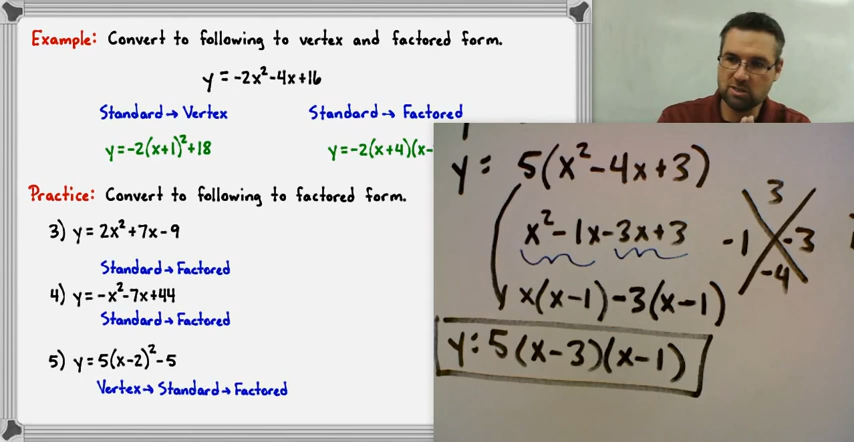 Example: Convert to following to vertex and factored form.
y = -2x²-4x+16
Standard → Vertex
Standard → Factored
y=-2(x+1)²+18
y=-2(x+4)(x-
Practice: Convert to following to factored form.
3) y = 2x²+7x-9
Standard → Factored
4) y=-x²-7x+44
Standard → Factored
5) y= 5(x-2)²-5
Vertex → Standard → Factored
y = 5(x²-4x+3)
x²-1x-3x+3
x(x-1)-3(x-1)
y = 5(x-3)(x-1)
3
-1 -3
-4